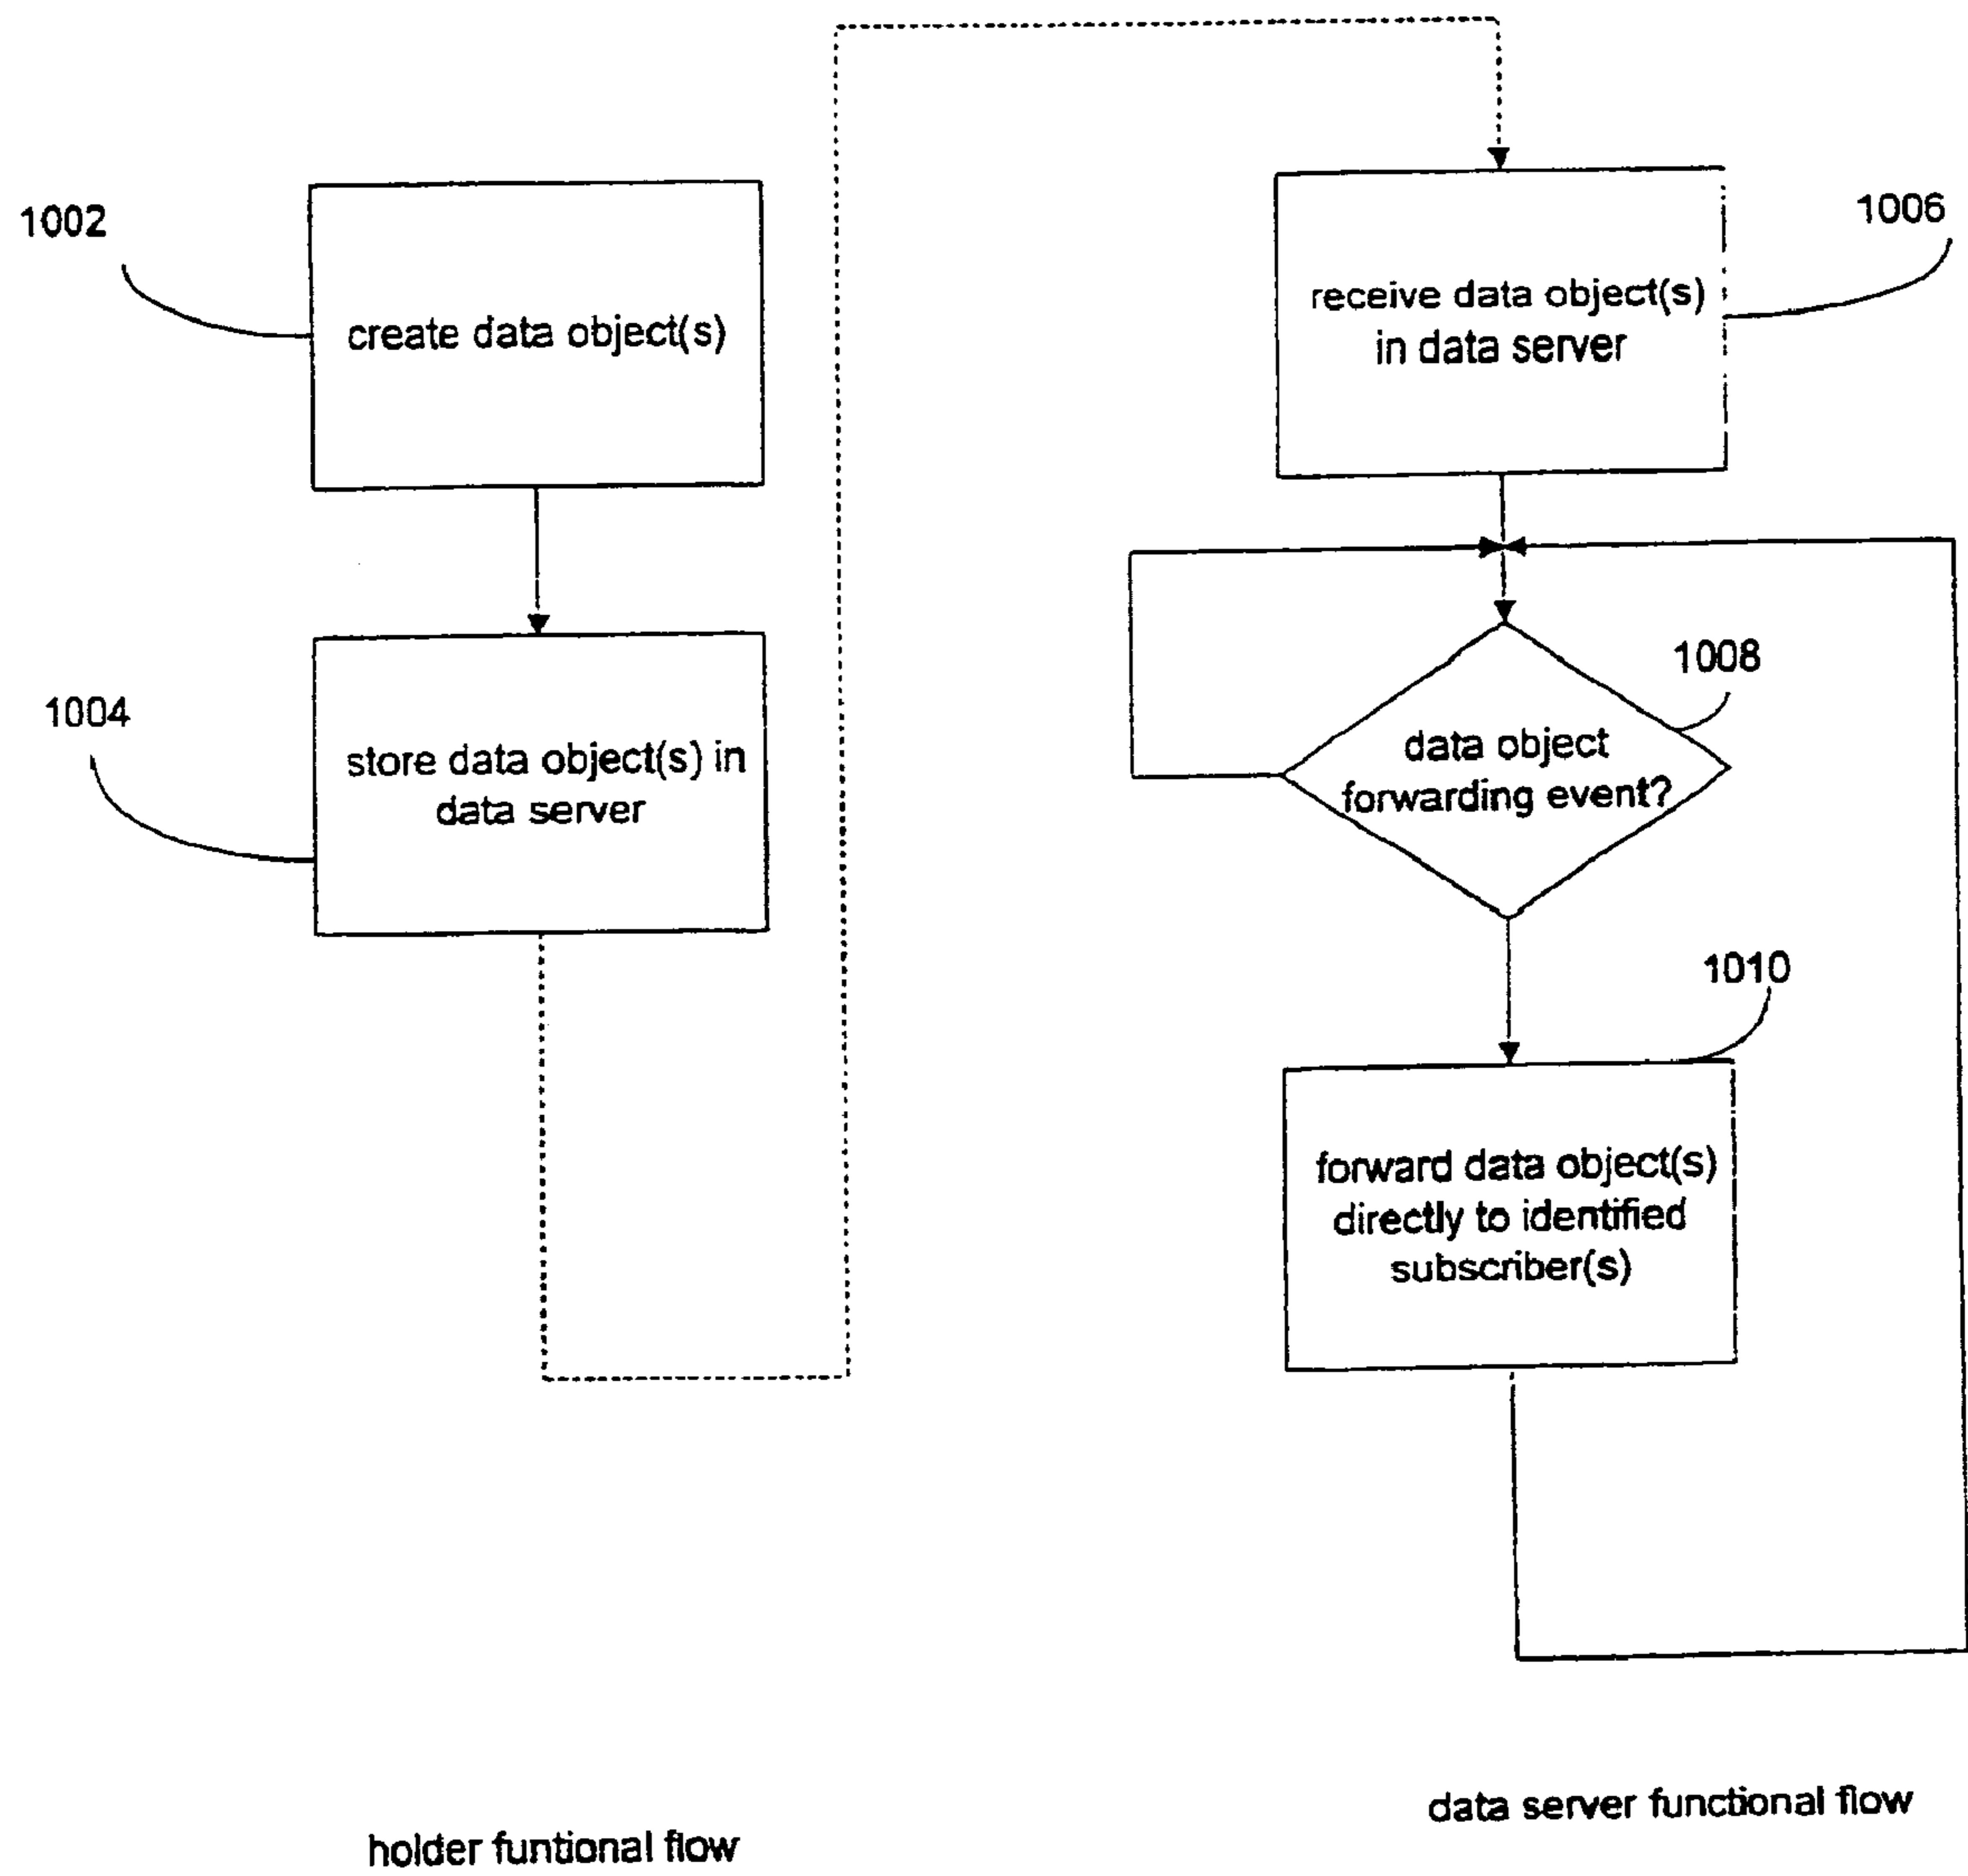 1002
create data object(s)
1004
store data object(s) in
data server
holder funtional flow
1006
receive data object(s)
in data server
1008
data object
forwarding event?
1010
forward data object(s)
directly to identified
subscriber(s)
data server functional flow